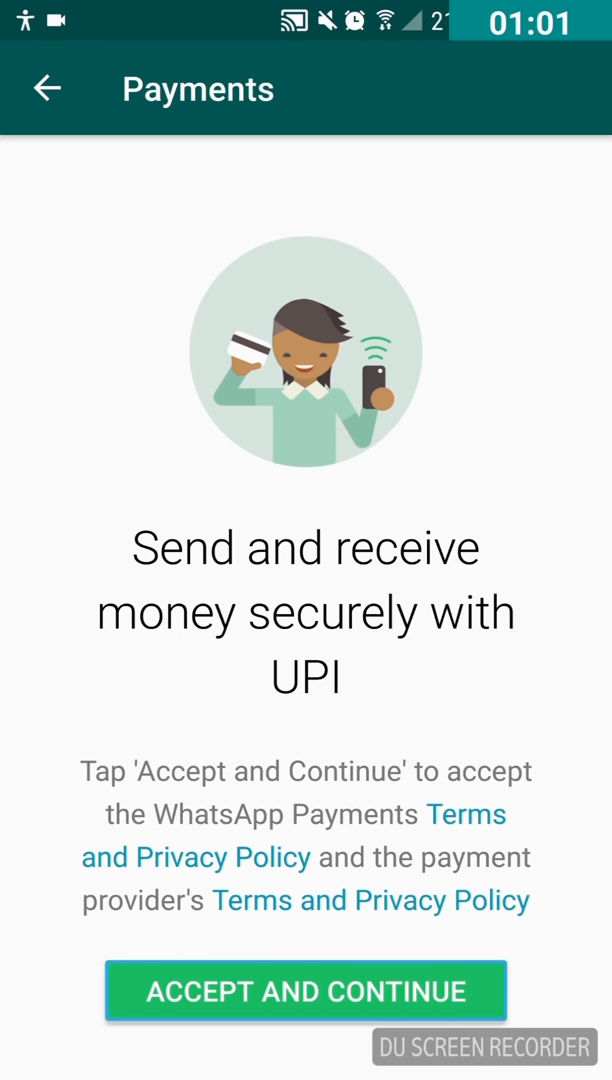 01:01
Payments
Send and receive
money securely with
UPI
Tap 'Accept and Continue' to accept
the WhatsApp Payments Terms
and Privacy Policy and the payment
provider's Terms and Privacy Policy
ACCEPT AND CONTINUE
DU SCREEN RECORDER